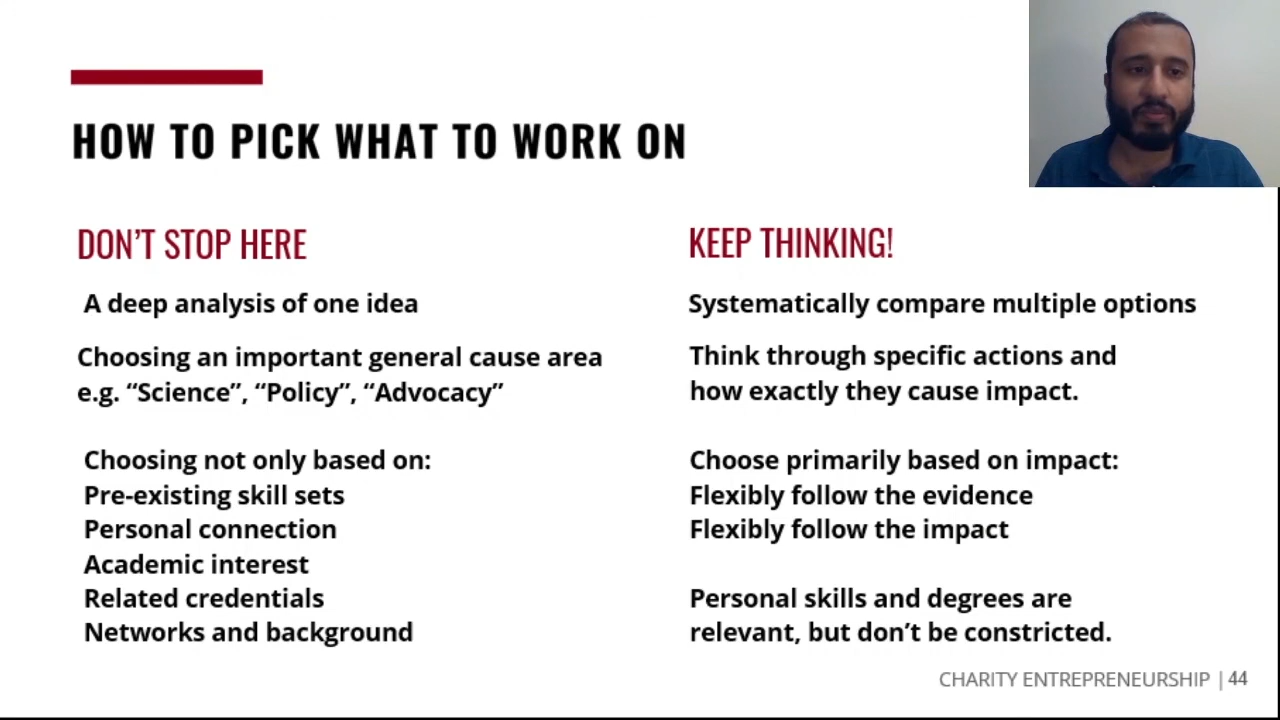 HOW TO PICK WHAT TO WORK ON
DON'T STOP HERE
A deep analysis of one idea
Choosing an important general cause area
e.g. “Science”, “Policy”, “Advocacy”
Choosing not only based on:
Pre-existing skill sets
Personal connection
Academic interest
Related credentials
Networks and background
KEEP THINKING!
Systematically compare multiple options
Think through specific actions and
how exactly they cause impact.
Choose primarily based on impact:
Flexibly follow the evidence
Flexibly follow the impact
Personal skills and degrees are
relevant, but don’t be constricted.
CHARITY ENTREPRENEURSHIP | 44